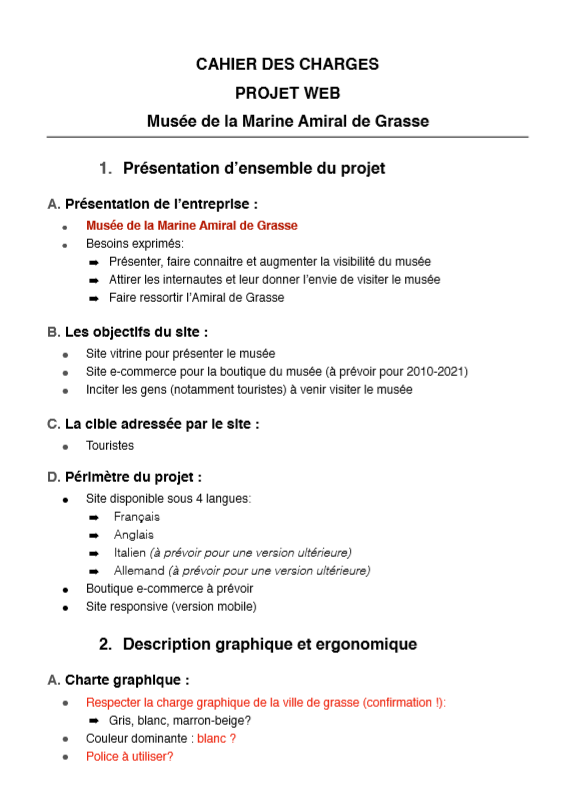 CAHIER DES CHARGES
PROJET WEB
Musée de la Marine Amiral de Grasse
1. Présentation d'ensemble du projet
A. Présentation de l'entreprise :
● Musée de la Marine Amiral de Grasse
● Besoins exprimés:
➡ Présenter, faire connaitre et augmenter la visibilité du musée
➡ Attirer les internautes et leur donner l'envie de visiter le musée
➡ Faire ressortir l'Amiral de Grasse
B. Les objectifs du site :
● Site vitrine pour présenter le musée
● Site e-commerce pour la boutique du musée (à prévoir pour 2010-2021)
● Inciter les gens (notamment touristes) à venir visiter le musée
C. La cible adressée par le site :
● Touristes
D. Périmètre du projet :
● Site disponible sous 4 langues:
➡ Français
➡ Anglais
➡ Italien (à prévoir pour une version ultérieure)
➡ Allemand (à prévoir pour une version ultérieure)
● Boutique e-commerce à prévoir
● Site responsive (version mobile)
2. Description graphique et ergonomique
A. Charte graphique :
● Respecter la charge graphique de la ville de grasse (confirmation !):
➡ Gris, blanc, marron-beige?
● Couleur dominante : blanc ?
● Police à utiliser?